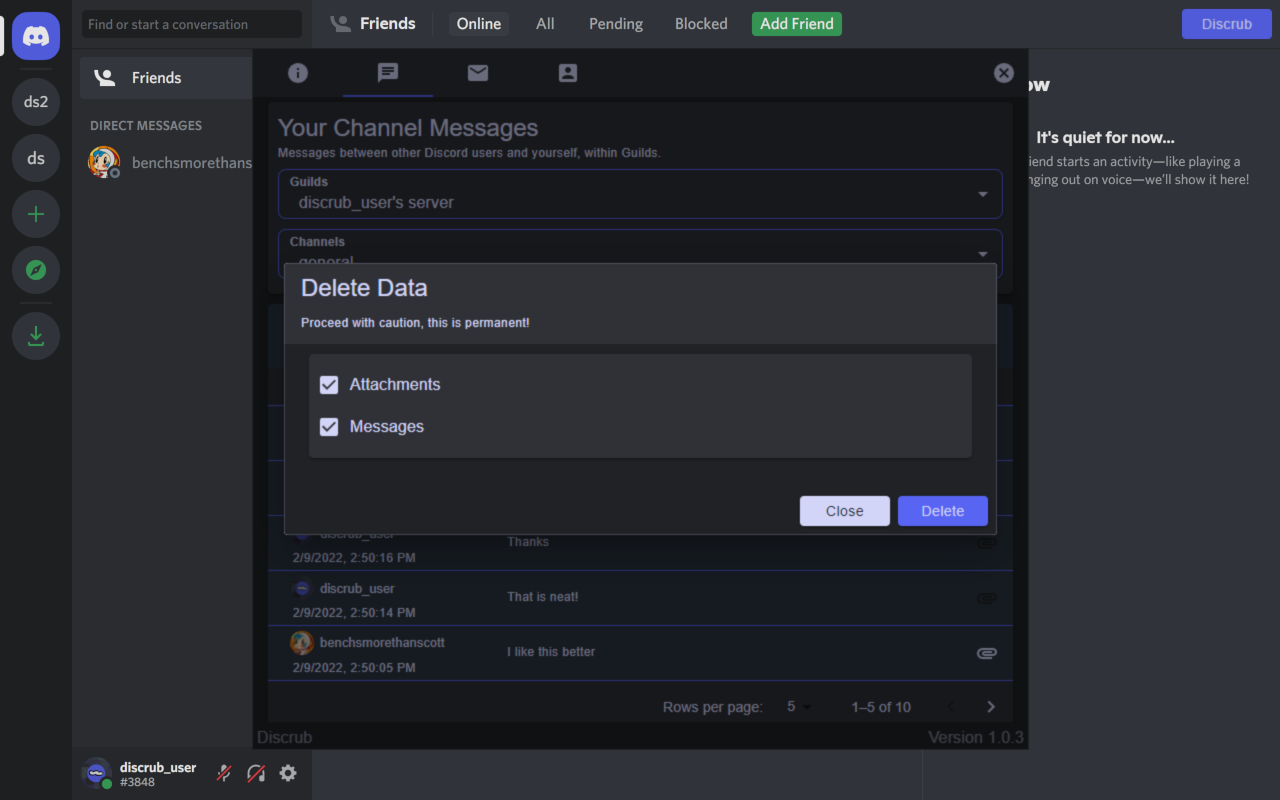 Find or start a conversation
Friends
Online
All
Pending
Blocked
Add Friend
Discrub
ds2
ds
Friends
DIRECT MESSAGES
benchsmorethans
ow
It's quiet for now...
iend starts an activity—like playing a
nging out on voice—we'll show it here!
Your Channel Messages
Messages between other Discord users and yourself, within Guilds.
Guilds
discrub_user's server
Channels
general
Delete Data
Proceed with caution, this is permanent!
Attachments
Messages
Close
Delete
discrub_user
Thanks
2/9/2022, 2:50:16 PM
discrub_user
That is neat!
2/9/2022, 2:50:14 PM
benchsmorethanscott
I like this better
2/9/2022, 2:50:05 PM
Rows per page:
5
1–5 of 10
Discrub
Version 1.0.3
discrub_user
#3848